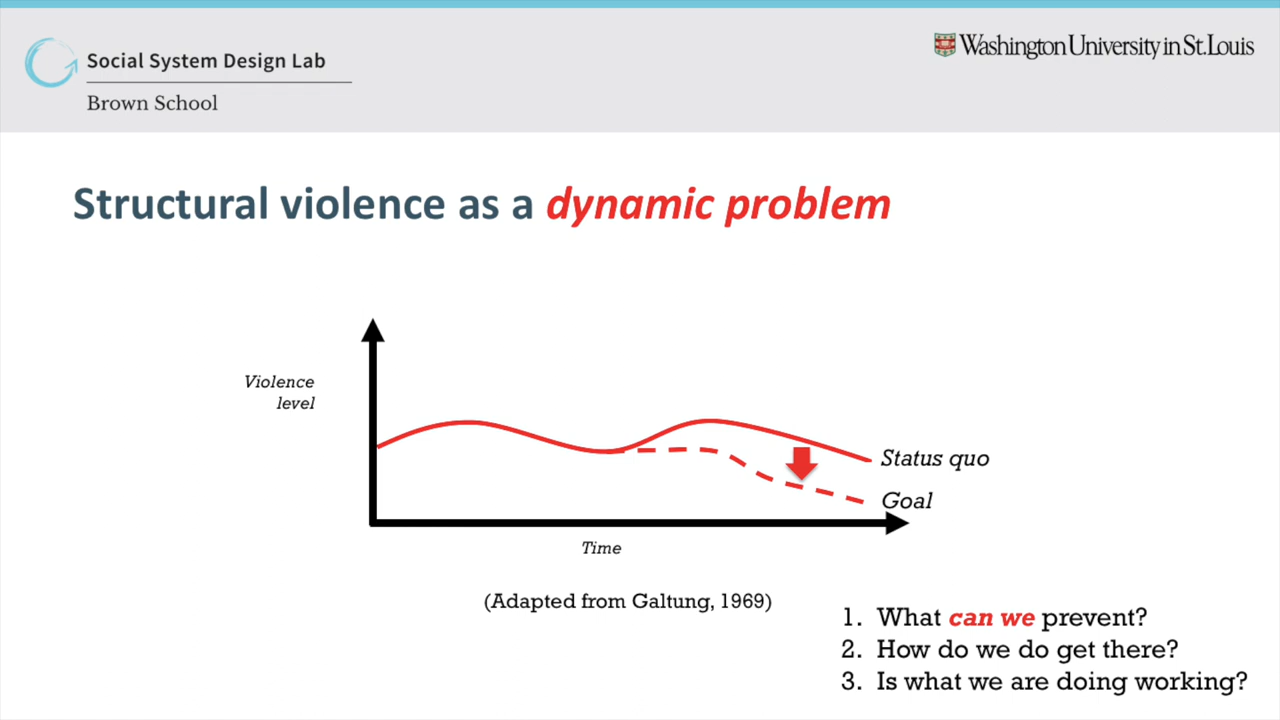 Social System Design Lab
Brown School
Washington University in St. Louis
Structural violence as a dynamic problem
Violence
level
Status quo
Goal
Time
(Adapted from Galtung, 1969)
1. What can we prevent?
2. How do we do get there?
3. Is what we are doing working?